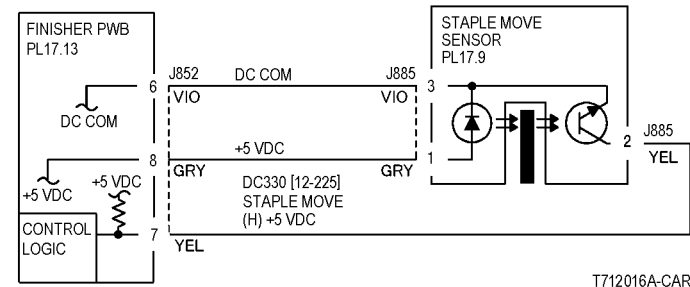 FINISHER PWB
PL17.13
STAPLE MOVE
SENSOR
PL17.9
6 J852 DC COM J885 3
VIO VIO
DC COM
8 +5 VDC 1
GRY GRY
2 J885
YEL
+5 VDC +5 VDC
DC330 [12-225]
STAPLE MOVE
(H) +5 VDC
CONTROL
LOGIC
7
YEL
T712016A-CAR